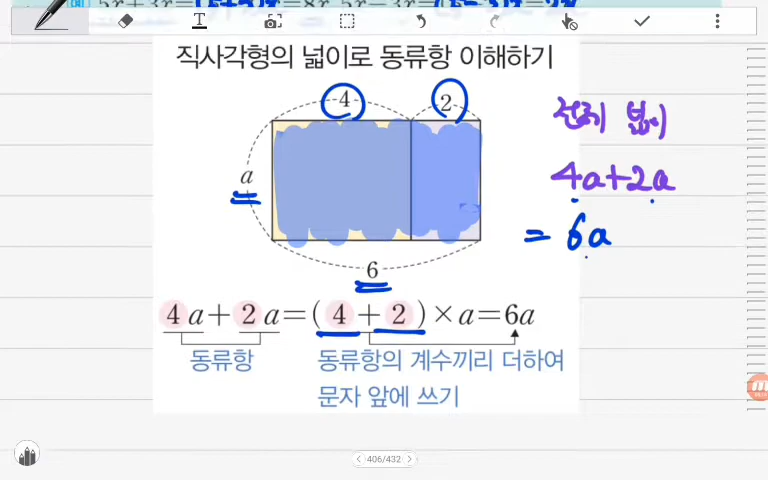 직사각형의 넓이로 동류항 이해하기
4
2
a
6
전체 넓이
4a+2a
= 6a
4a+2a=(4+2)×a=6a
동류항
동류항의 계수끼리 더하여
문자 앞에 쓰기
406/432